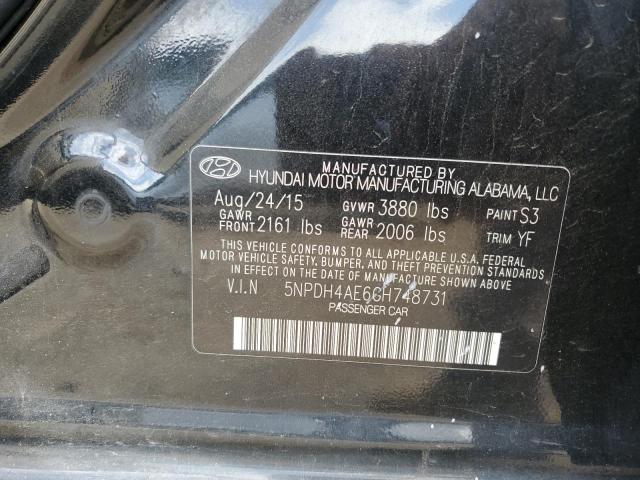 MANUFACTURED BY
HYUNDAI MOTOR MANUFACTURING ALABAMA, LLC
Aug/24/15 GVWR 3880 lbs PAINT S3
GAWR FRONT 2161 lbs GAWR REAR 2006 lbs TRIM YF
THIS VEHICLE CONFORMS TO ALL APPLICABLE U.S.A. FEDERAL
MOTOR VEHICLE SAFETY, BUMPER, AND THEFT PREVENTION STANDARDS
IN EFFECT ON THE DATE OF MANUFACTURE SHOWN ABOVE
V.I.N 5NPDH4AE6GH748731
PASSENGER CAR